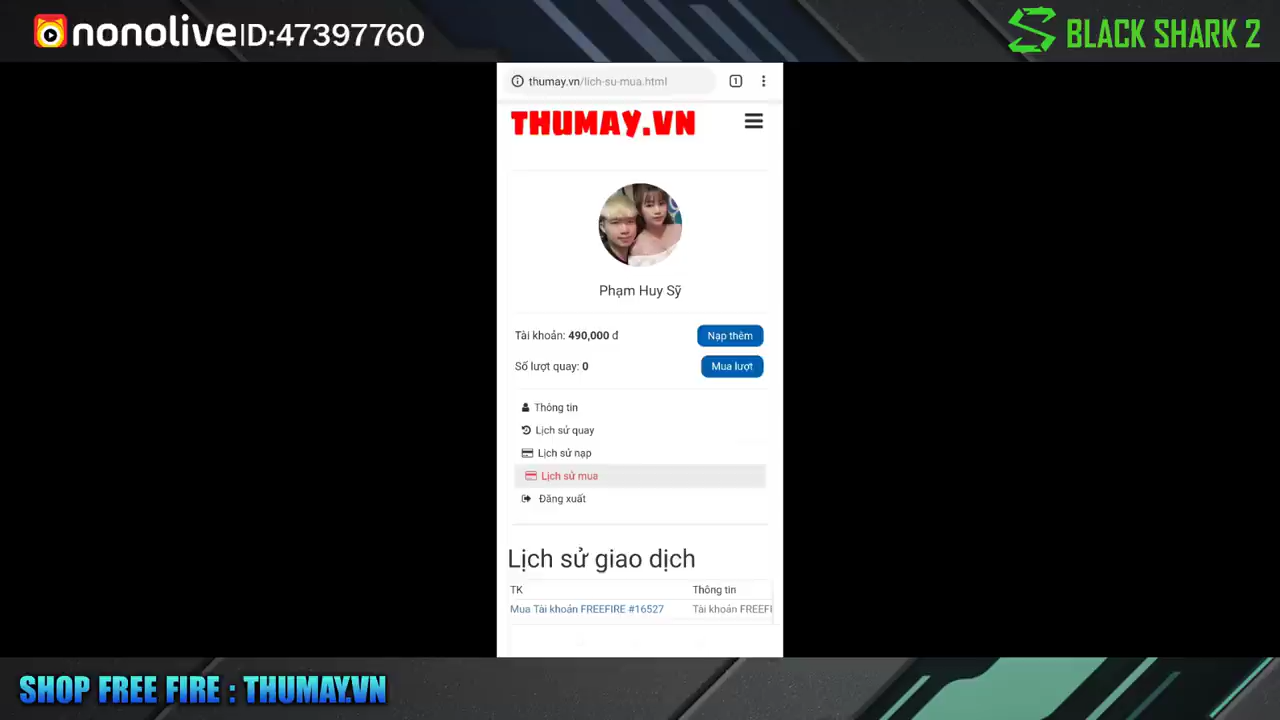 nonolive ID:47397760
BLACK SHARK 2
thumay.vn/lich-su-mua.html
1
THUMAY.VN
Phạm Huy Sỹ
Tài khoản: 490,000 đ
Nạp thêm
Số lượt quay: 0
Mua lượt
Thông tin
Lịch sử quay
Lịch sử nạp
Lịch sử mua
Đăng xuất
Lịch sử giao dịch
TK Thông tin
Mua Tài khoản FREEFIRE #16527 Tài khoản FREEFI
SHOP FREE FIRE : THUMAY.VN